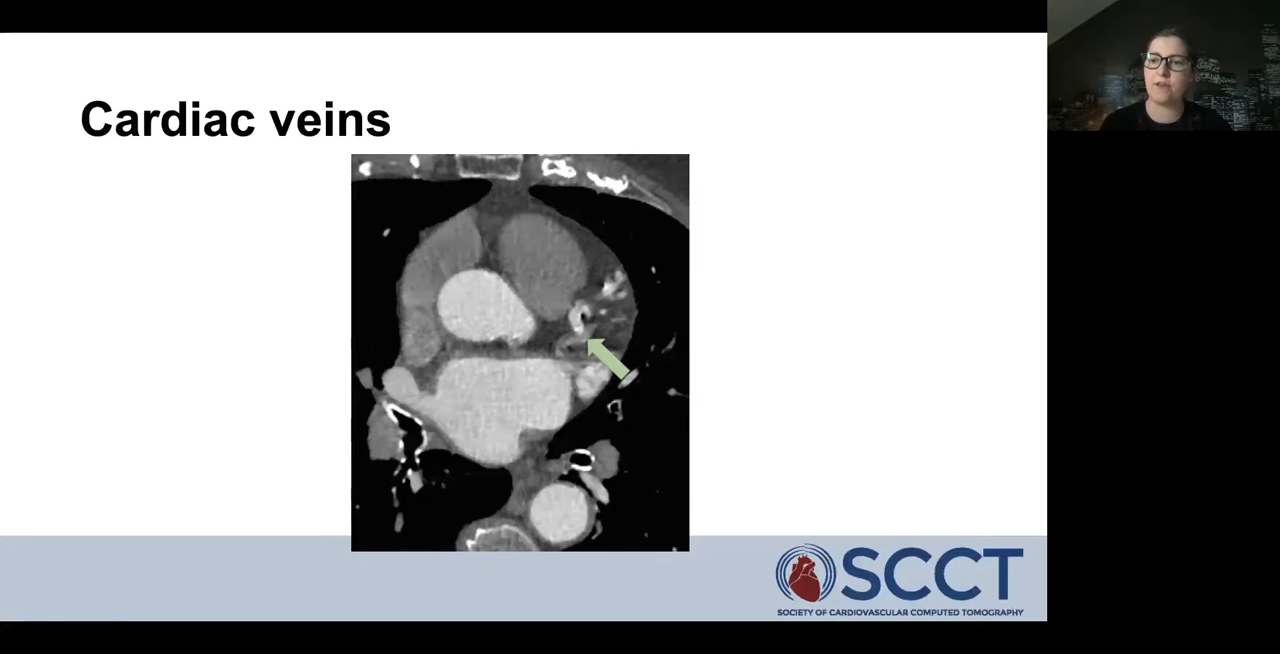 Cardiac veins
SCCT
SOCIETY OF CARDIOVASCULAR COMPUTED TOMOGRAPHY